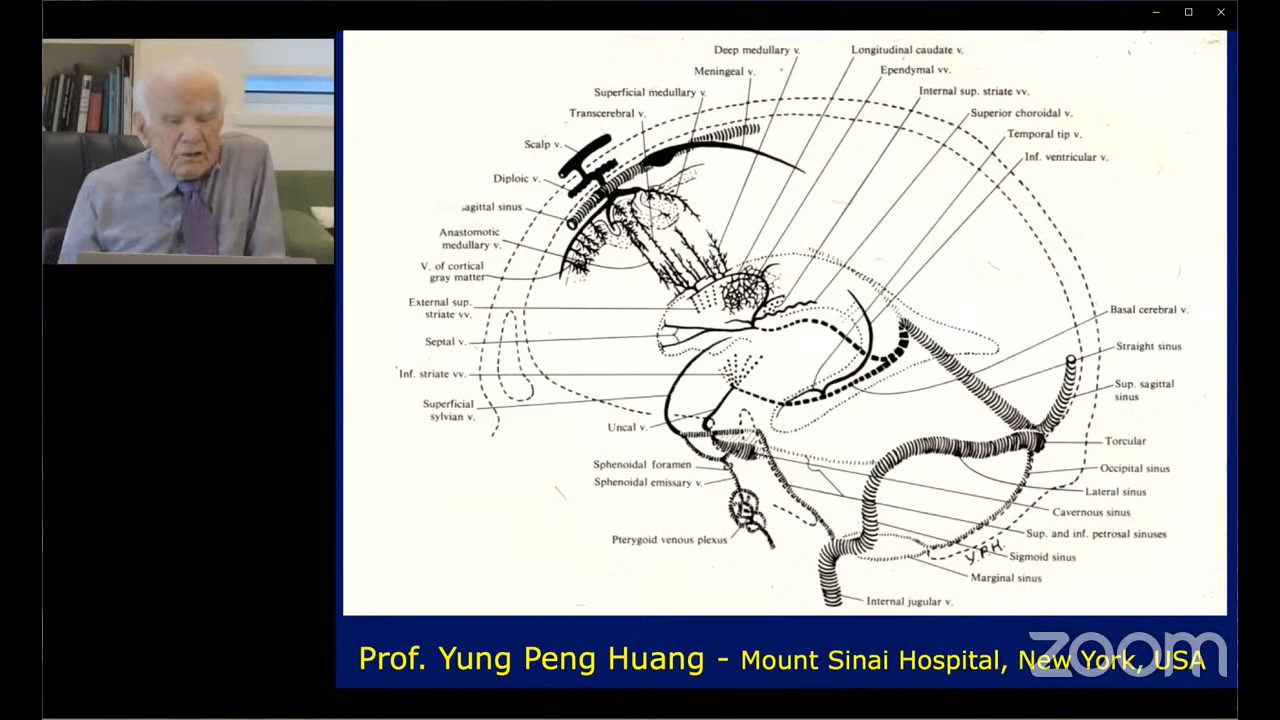 Deep medullary v.
Longitudinal caudate v.
Meningeal v.
Ependymal vv.
Superficial medullary v.
Internal sup. striate vv.
Transcerebral v.
Superior choroidal v.
Temporal tip v.
Scalp v.
Inf. ventricular v.
Diploic v.
agittal sinus
Anastomotic
medullary v.
V. of cortical
gray matter
External sup.
striate vv.
Septal v.
Inf. striate vv.
Superficial
sylvian v.
Uncal v.
Sphenoidal foramen
Sphenoidal emissary v.
Pterygoid venous plexus
Basal cerebral v.
Straight sinus
Sup. sagittal
sinus
Torcular
Occipital sinus
Lateral sinus
Cavernous sinus
Sup. and inf. petrosal sinuses
Y.P.H.
Sigmoid sinus
Marginal sinus
Internal jugular v.
Prof. Yung Peng Huang - Mount Sinai Hospital, New York, USA
zoom